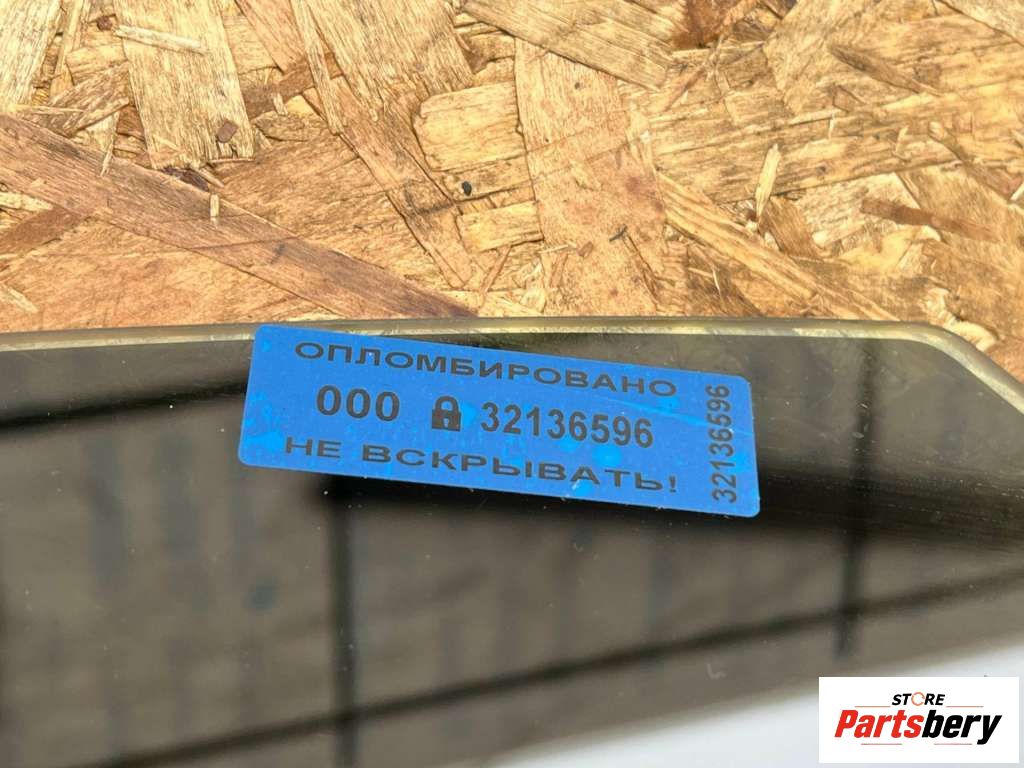 ОПЛОМБИРОВАНО
000 32136596
НЕ ВСКРЫВАТЬ!
32136596
STORE
Partsbery